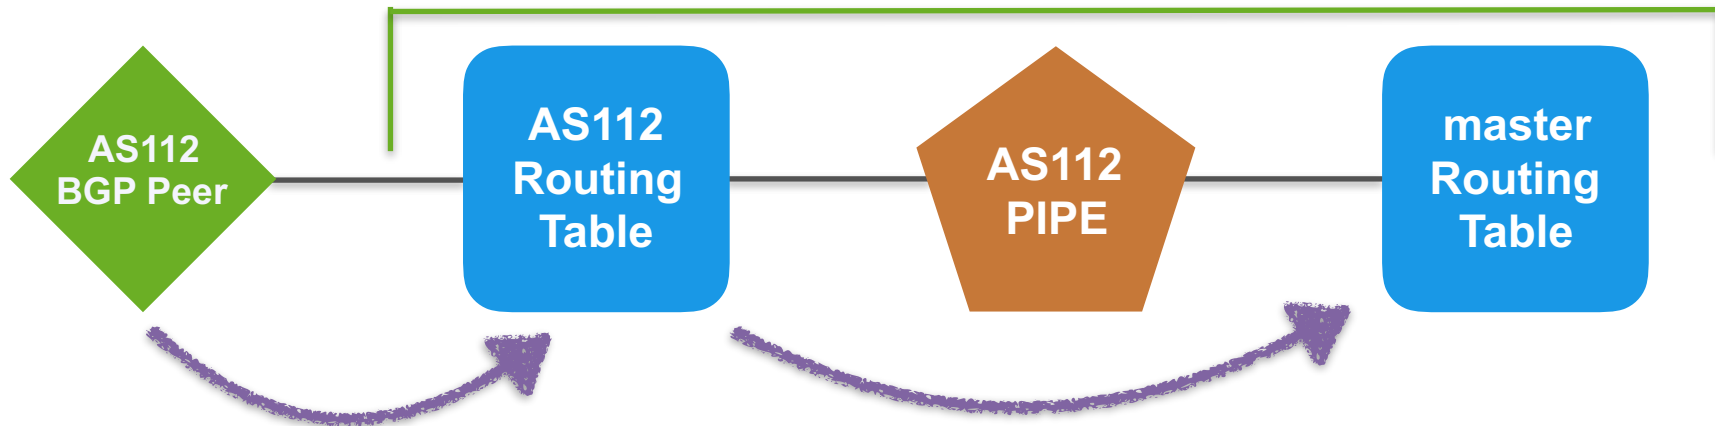 AS112
BGP Peer
AS112
Routing
Table
AS112
PIPE
master
Routing
Table